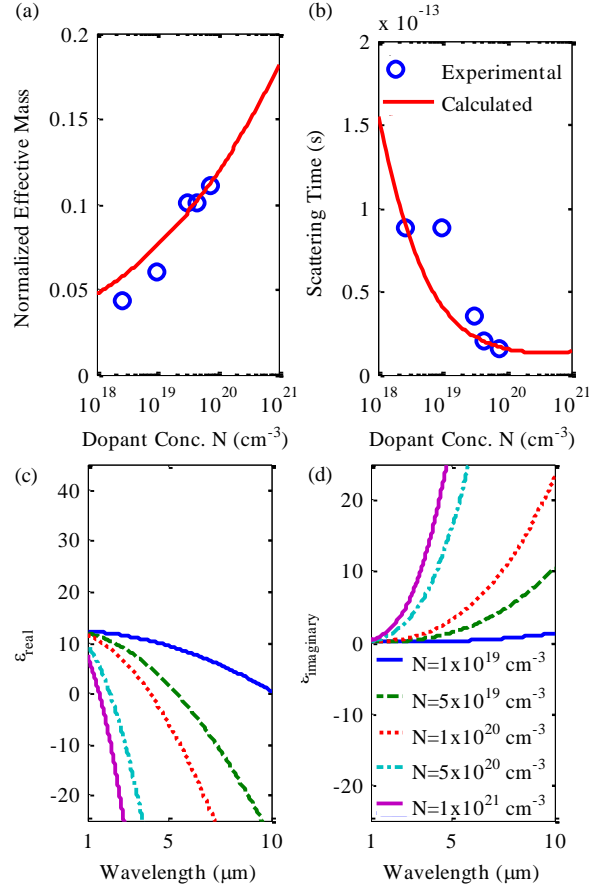 (a)
0.2
0.15
0.1
0.05
0
Normalized Effective Mass
10^18 10^19 10^20 10^21
Dopant Conc. N (cm^-3)
(b)
x 10^-13
2
1.5
1
0.5
0
Scattering Time (s)
Experimental
Calculated
10^18 10^19 10^20 10^21
Dopant Conc. N (cm^-3)
(c)
40
30
20
10
0
-10
-20
ε_real
1 5 10
Wavelength (μm)
(d)
20
10
0
-10
-20
ε_imaginary
N=1x10^19 cm^-3
N=5x10^19 cm^-3
N=1x10^20 cm^-3
N=5x10^20 cm^-3
N=1x10^21 cm^-3
1 5 10
Wavelength (μm)